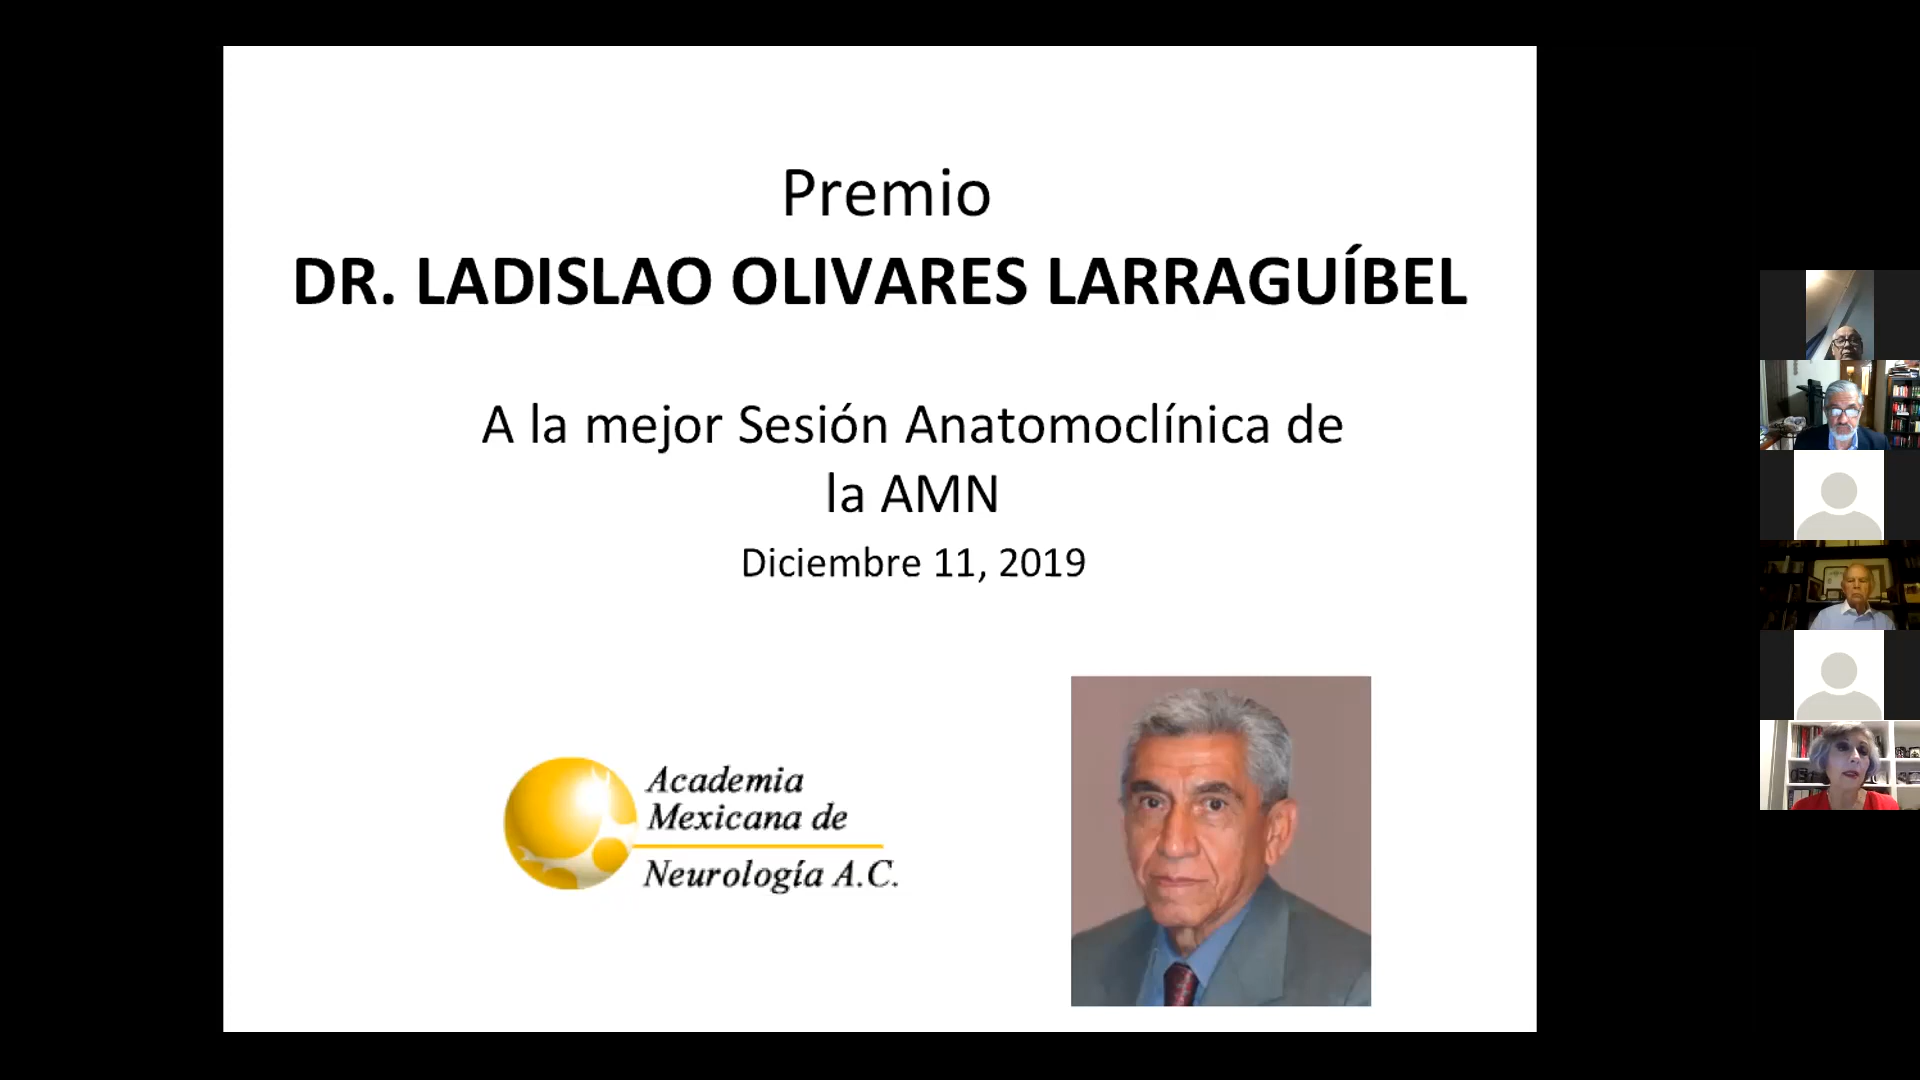 Premio
DR. LADISLAO OLIVARES LARRAGUÍBEL
A la mejor Sesión Anatomoclínica de
la AMN
Diciembre 11, 2019
Academia
Mexicana de
Neurología A.C.